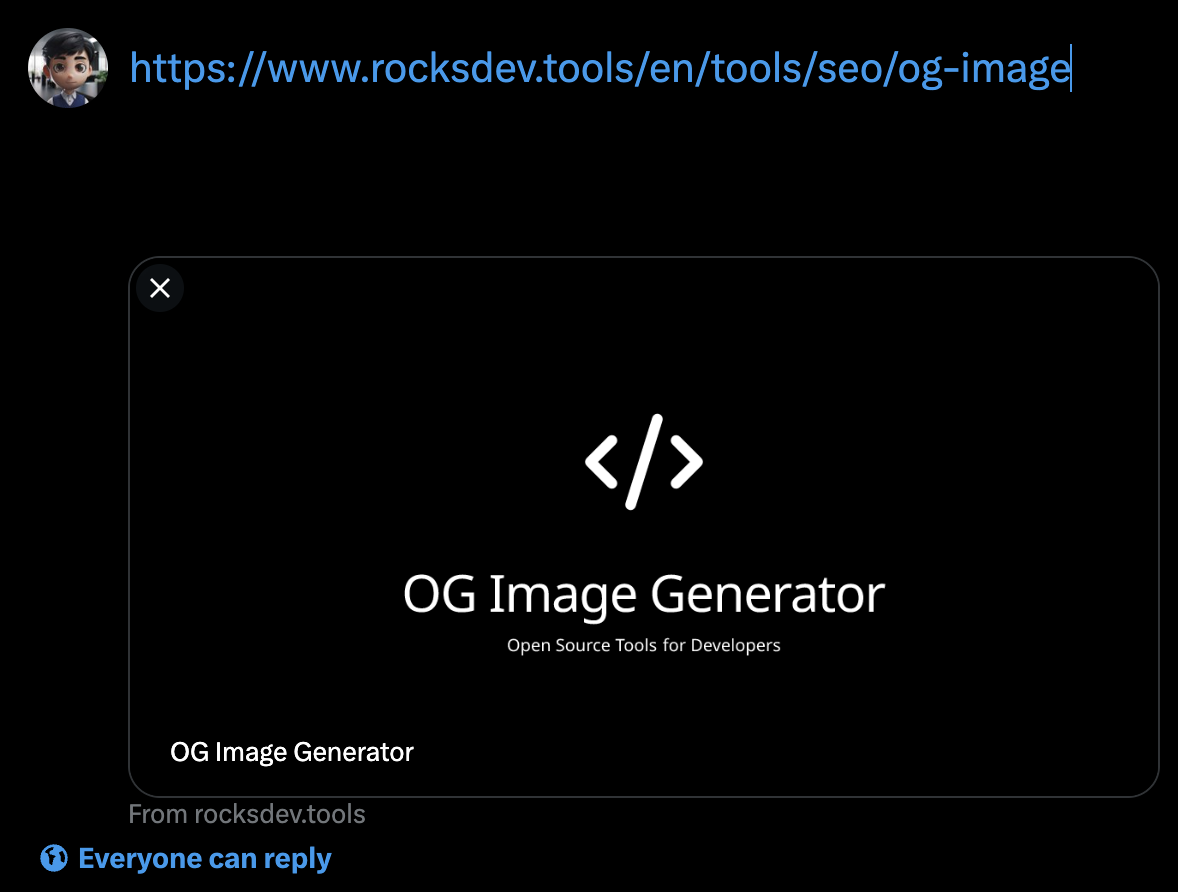 https://www.rocksdev.tools/en/tools/seo/og-image
</>
OG Image Generator
Open Source Tools for Developers
OG Image Generator
From rocksdev.tools
Everyone can reply